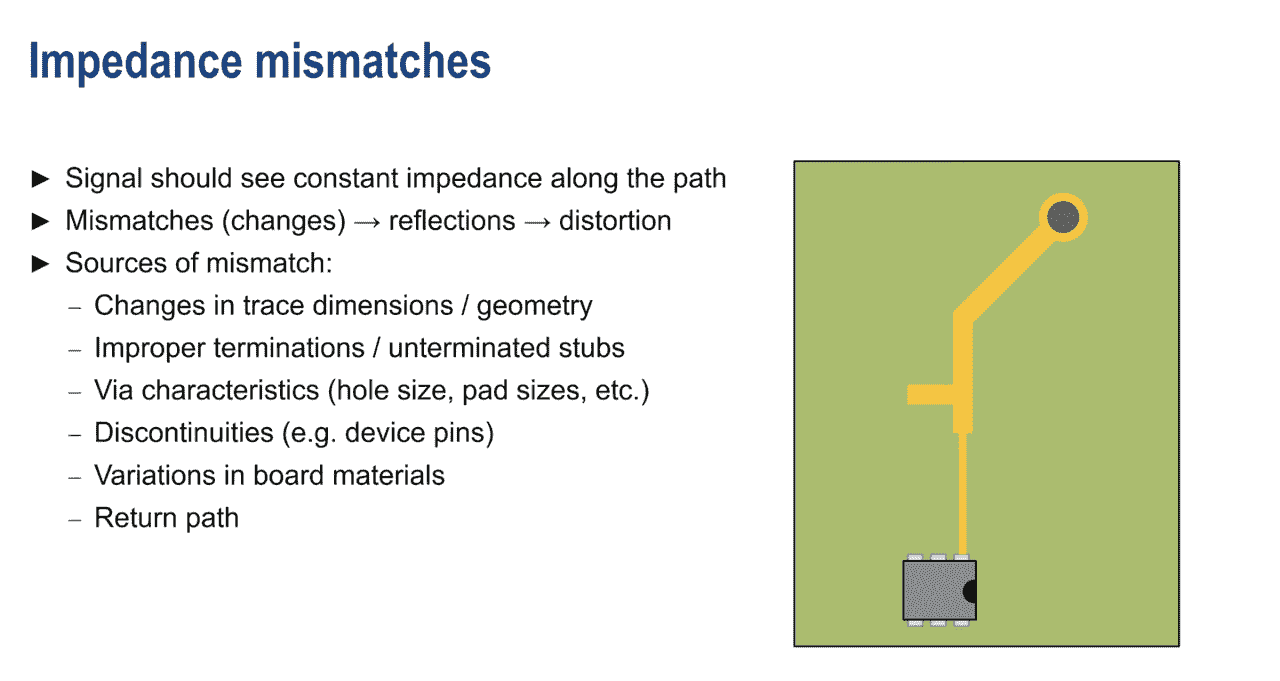 Impedance mismatches
► Signal should see constant impedance along the path
► Mismatches (changes) → reflections → distortion
► Sources of mismatch:
– Changes in trace dimensions / geometry
– Improper terminations / unterminated stubs
– Via characteristics (hole size, pad sizes, etc.)
– Discontinuities (e.g. device pins)
– Variations in board materials
– Return path